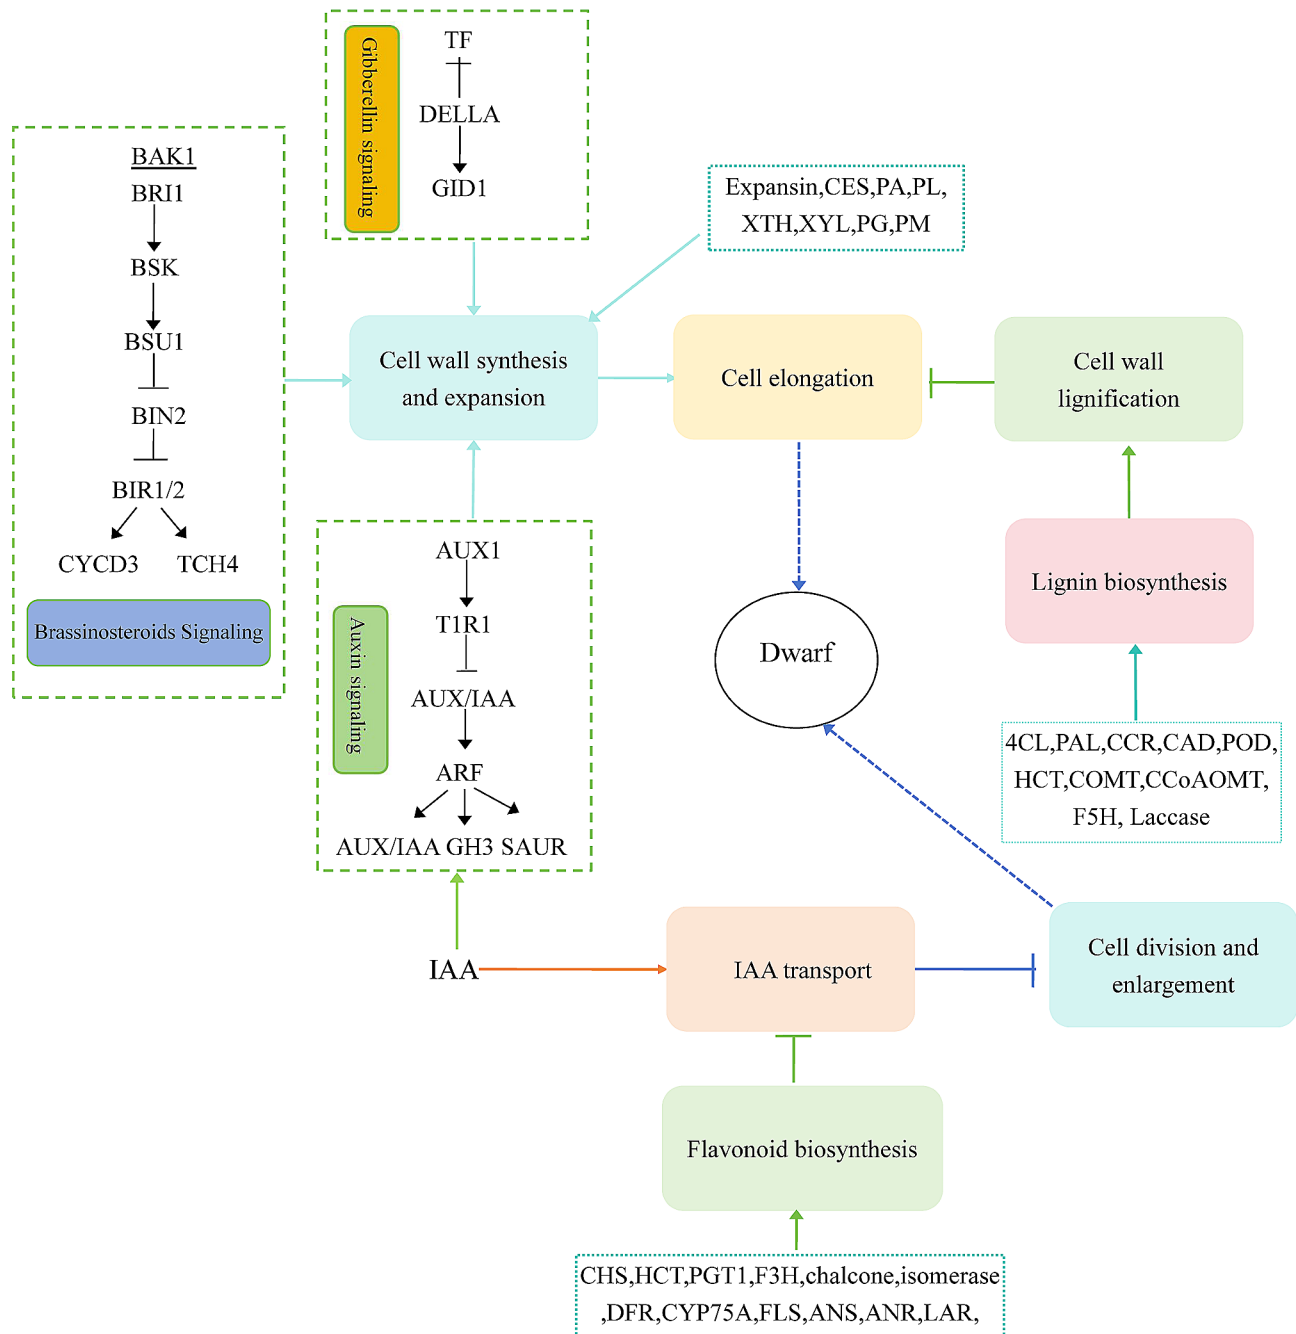 Gibberellin signaling
TF
DELLA
GID1
BAK1
BRI1
BSK
BSU1
BIN2
BIR1/2
CYCD3 TCH4
Brassinosteroids Signaling
Expansin,CES,PA,PL,
XTH,XYL,PG,PM
Cell wall synthesis
and expansion
Cell elongation
Cell wall
lignification
Auxin signaling
AUX1
T1R1
AUX/IAA
ARF
AUX/IAA GH3 SAUR
Dwarf
Lignin biosynthesis
4CL,PAL,CCR,CAD,POD,
HCT,COMT,CCoAOMT,
F5H, Laccase
IAA
IAA transport
Cell division and
enlargement
Flavonoid biosynthesis
CHS,HCT,PGT1,F3H,chalcone,isomerase
,DFR,CYP75A,FLS,ANS,ANR,LAR,